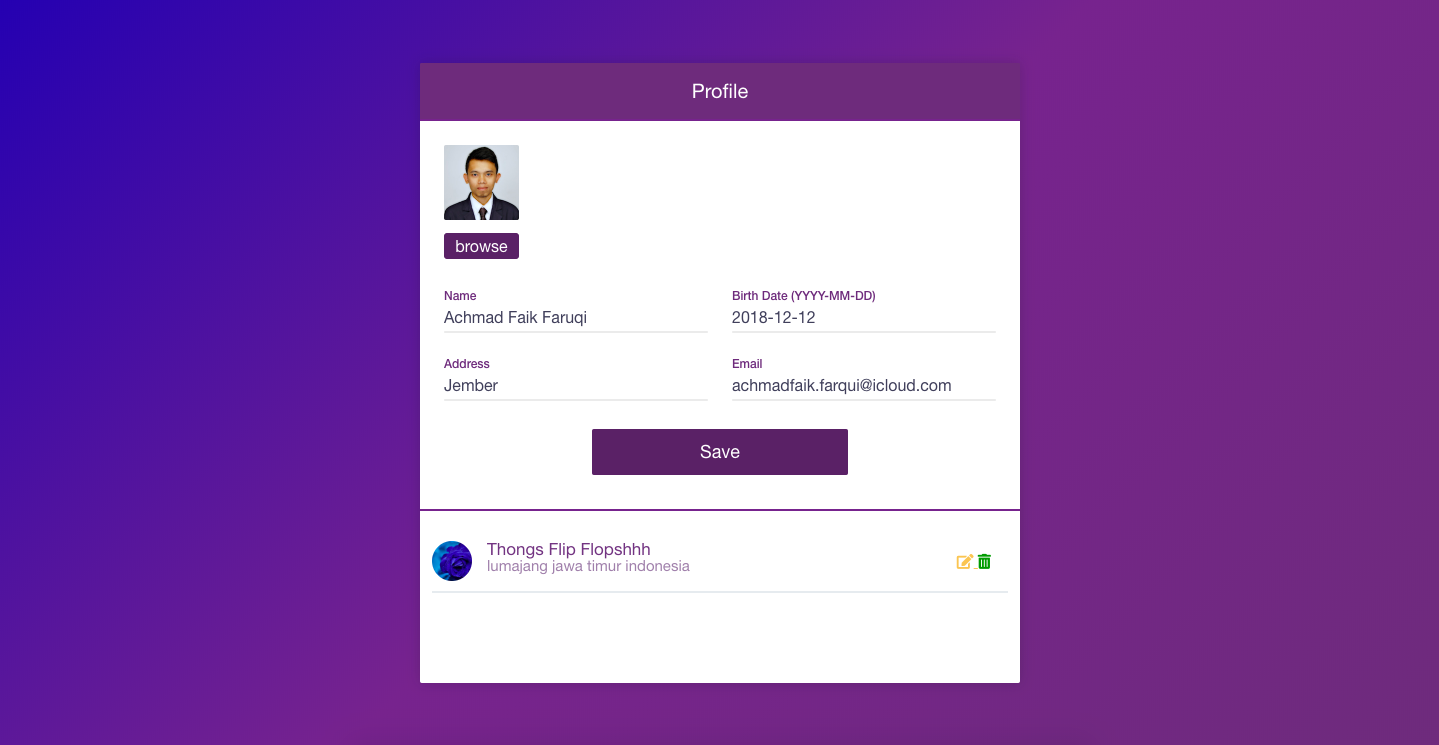 Profile
browse
Name
Birth Date (YYYY-MM-DD)
Achmad Faik Faruqi
2018-12-12
Address
Email
Jember
achmadfaik.farqui@icloud.com
Save
Thongs Flip Flopshhh
lumajang jawa timur indonesia